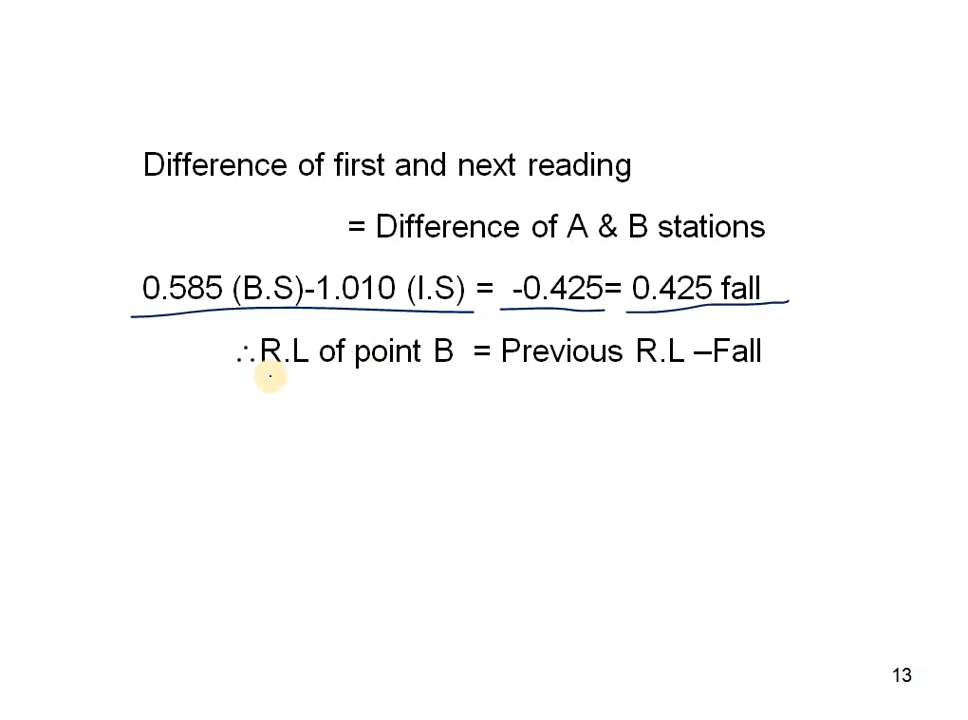 Difference of first and next reading
= Difference of A & B stations
0.585 (B.S)-1.010 (I.S) = -0.425= 0.425 fall
∴R.L of point B = Previous R.L –Fall
13